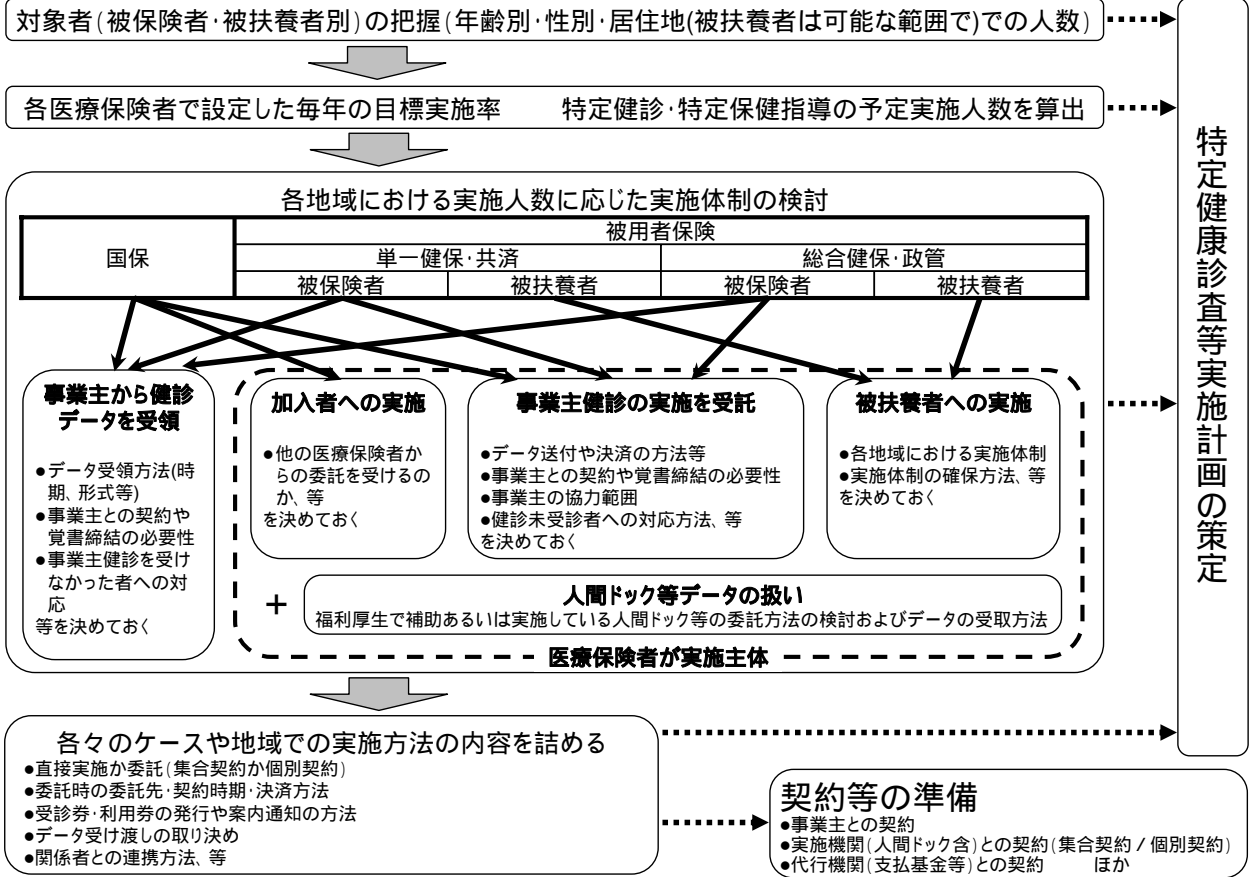 対象者(被保険者・被扶養者別)の把握(年齢別・性別・居住地(被扶養者は可能な範囲で)での人数)
各医療保険者で設定した毎年の目標実施率　　特定健診・特定保健指導の予定実施人数を算出
各地域における実施人数に応じた実施体制の検討
国保
被用者保険
単一健保・共済
総合健保・政管
被保険者
被扶養者
被保険者
被扶養者
事業主から健診
データを受領
●データ受領方法(時
期、形式等)
●事業主との契約や
覚書締結の必要性
●事業主健診を受け
なかった者への対
応
等を決めておく
加入者への実施
●他の医療保険者か
らの委託を受けるの
か、等
を決めておく
事業主健診の実施を受託
●データ送付や決済の方法等
●事業主との契約や覚書締結の必要性
●事業主の協力範囲
●健診未受診者への対応方法、等
を決めておく
被扶養者への実施
●各地域における実施体制
●実施体制の確保方法、等
を決めておく
＋
人間ドック等データの扱い
福利厚生で補助あるいは実施している人間ドック等の委託方法の検討およびデータの受取方法
医療保険者が実施主体
各々のケースや地域での実施方法の内容を詰める
●直接実施か委託(集合契約か個別契約)
●委託時の委託先・契約時期・決済方法
●受診券・利用券の発行や案内通知の方法
●データ受け渡しの取り決め
●関係者との連携方法、等
契約等の準備
●事業主との契約
●実施機関(人間ドック含)との契約(集合契約/個別契約)
●代行機関(支払基金等)との契約　　ほか
特定健康診査等実施計画の策定